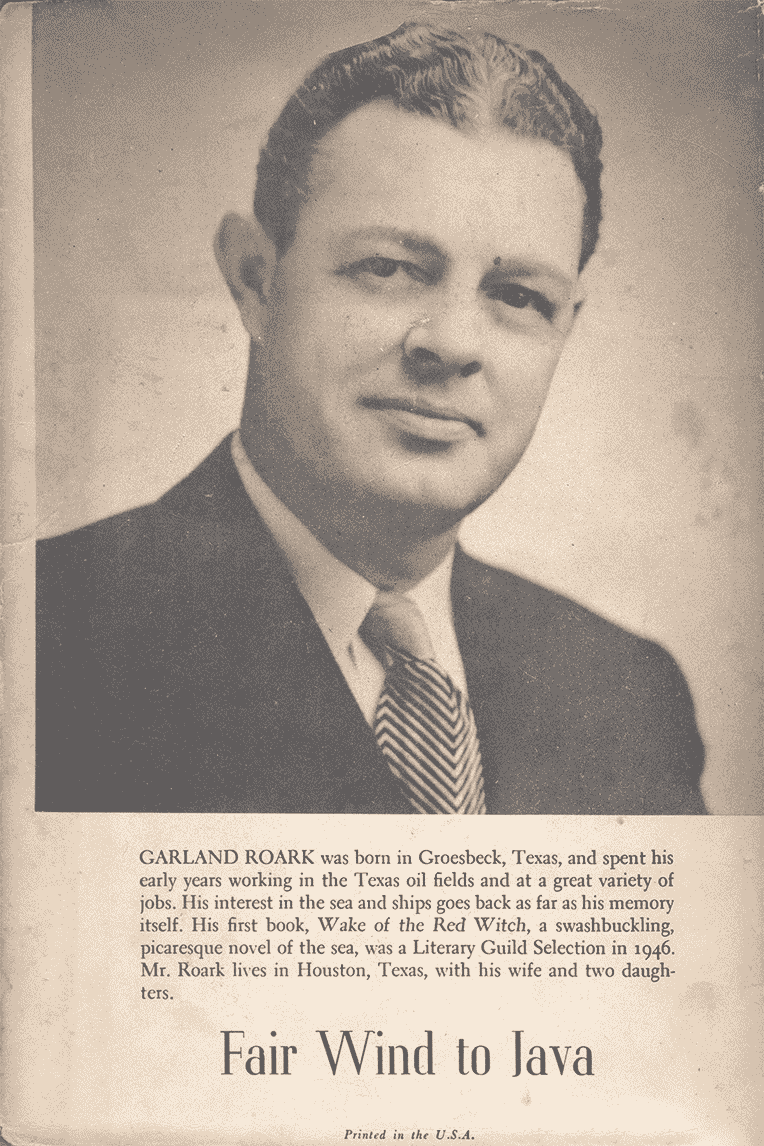 GARLAND ROARK was born in Groesbeck, Texas, and spent his
early years working in the Texas oil fields and at a great variety of
jobs. His interest in the sea and ships goes back as far as his memory
itself. His first book, Wake of the Red Witch, a swashbuckling,
picaresque novel of the sea, was a Literary Guild Selection in 1946.
Mr. Roark lives in Houston, Texas, with his wife and two daugh-
ters.
Fair Wind to Java
Printed in the U.S.A.